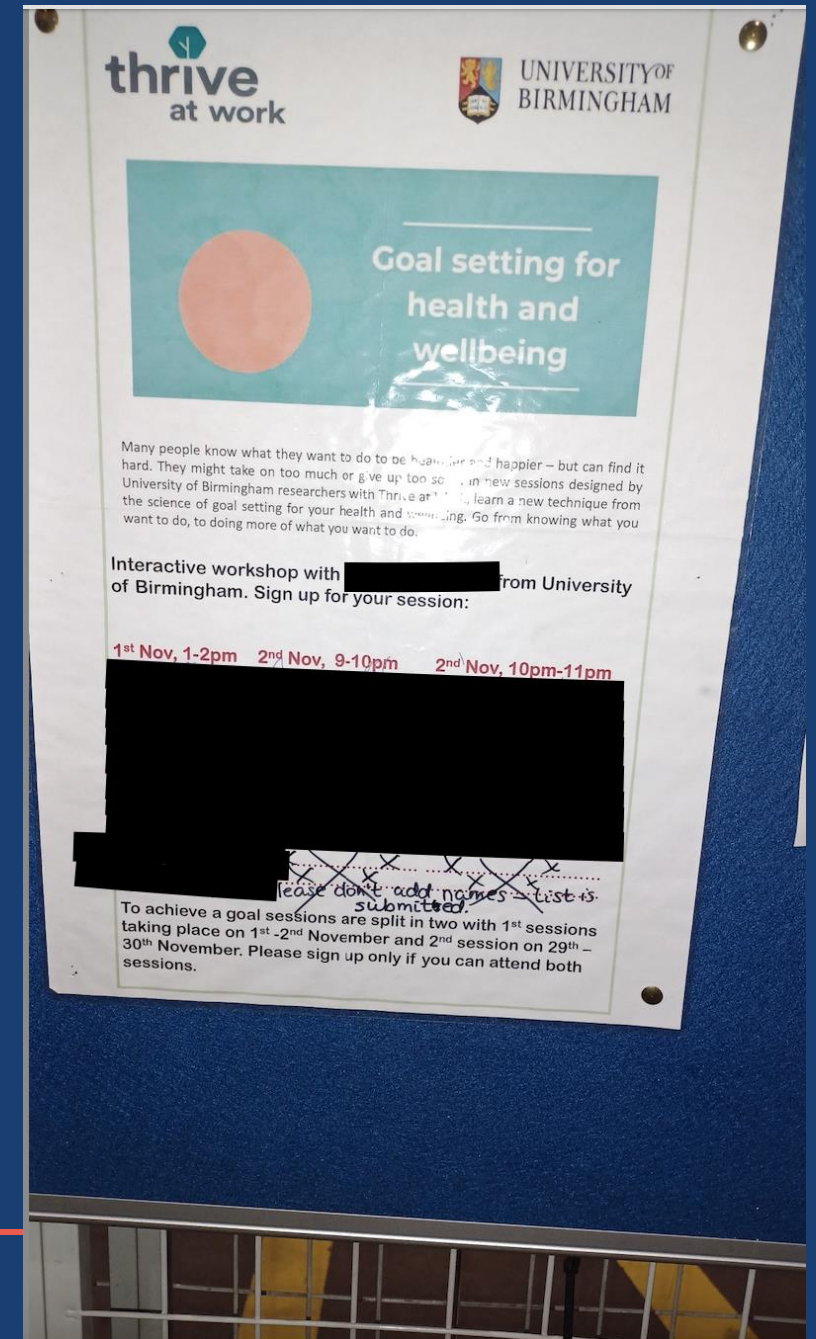 thrive
at work
UNIVERSITY OF
BIRMINGHAM
Goal setting for
health and
wellbeing
Many people know what they want to do to be and happier – but can find it
hard. They might take on too much or give up too in new sessions designed by
University of Birmingham researchers with Thrive at learn a new technique from
the science of goal setting for your health and Go from knowing what you
want to do, to doing more of what you want to do.
Interactive workshop with from University
of Birmingham. Sign up for your session:
1st Nov, 1-2pm 2nd Nov, 9-10pm 2nd Nov, 10pm-11pm
lease don't add names – List is
submitted.
To achieve a goal sessions are split in two with 1st sessions
taking place on 1st -2nd November and 2nd session on 29th –
30th November. Please sign up only if you can attend both
sessions.